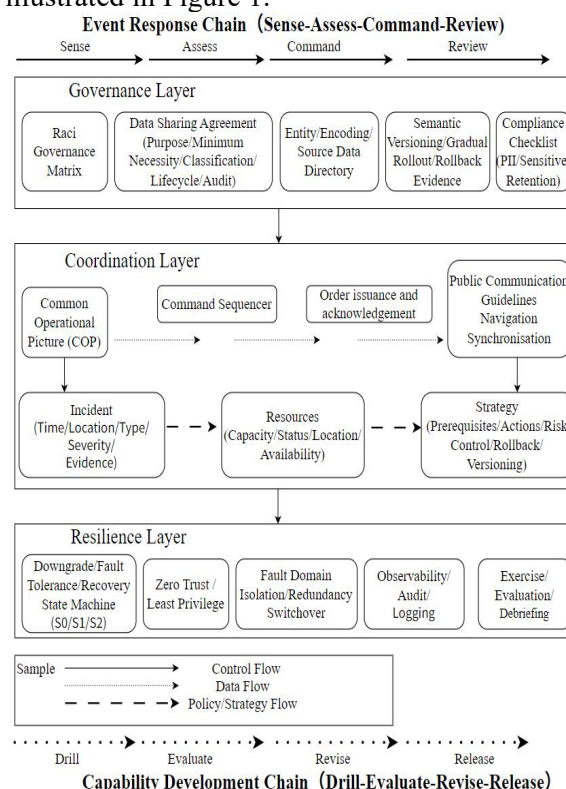 illustrated in Figure 1.
Event Response Chain（Sense-Assess-Command-Review)
Sense Assess Command Review
Governance Layer
Raci
Governance
Matrix
Data Sharing Agreement
(Purpose/Minimum
Necessity/Classification/
Lifecycle/Audit)
Entity/Encoding/
Source Data
Directory
Semantic
Versioning/Gradual
Rollout/Rollback
Evidence
Compliance
Checklist
(PII/Sensitive
Retention)
Coordination Layer
Common
Operational
Picture (COP)
Command Sequencer
Order issuance and
acknowledgement
Public Communication
Guidelines
Navigation
Synchronisation
Incident
(Time/Location/Type/
Severity/
Evidence)
Resources
(Capacity/Status/Location/
Availability)
Strategy
(Prerequisites/Actions/Risk
Control/Rollback/
Versioning)
Resilience Layer
Downgrade/Fault
Tolerance/Recovery
State Machine
(S0/S1/S2)
Zero Trust /
Least Privilege
Fault Domain
Isolation/Redundancy
Switchover
Observability/
Audit/
Logging
Exercise/
Evaluation/
Debriefing
Sample
Control Flow
Data Flow
Policy/Strategy Flow
Drill Evaluate Revise Release
Capability Development Chain（Drill-Evaluate-Revise-Release）